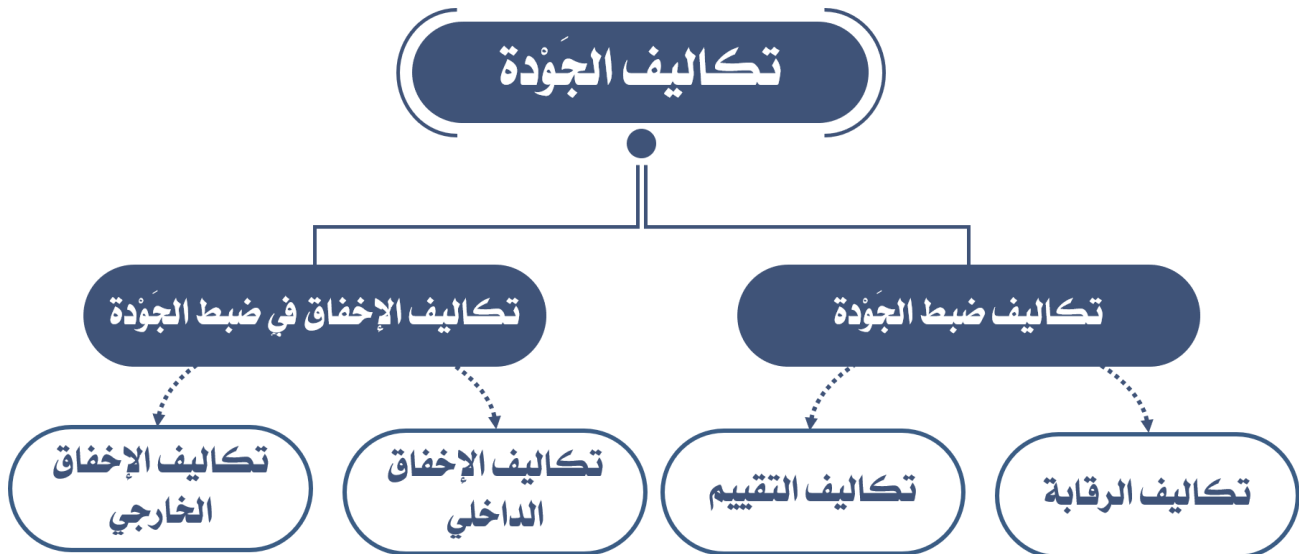 تكاليف الجَوْدة
تكاليف ضبط الجَوْدة
تكاليف الإخفاق في ضبط الجَوْدة
تكاليف الرقابة
تكاليف التقييم
تكاليف الإخفاق
الداخلي
تكاليف الإخفاق
الخارجي